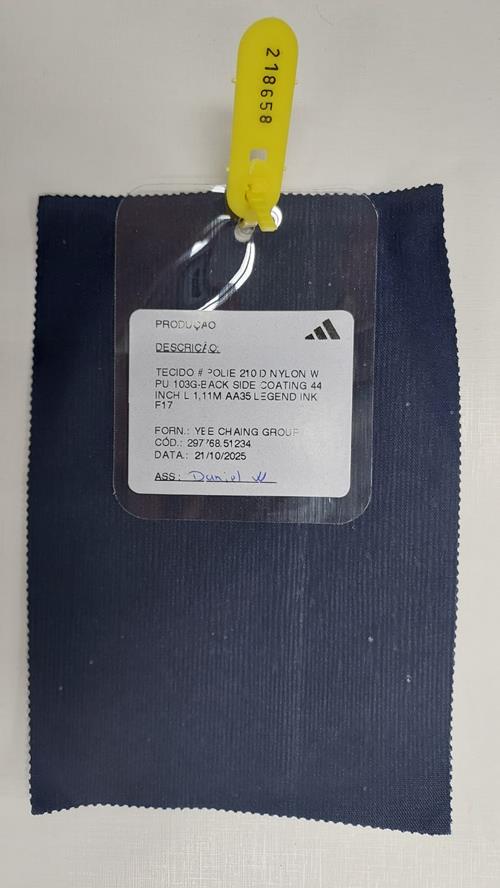 218658
PRODUÇAO
DESCRIÇÃO:
TECIDO # POLIE 210 D NYLON W
PU 103G-BACK SIDE COATING 44
INCH L 1,11M AA35 LEGEND INK
F17
FORN.: YEE CHAING GROUP
CÓD.: 297768.51234
DATA.: 21/10/2025
ASS: Daniel